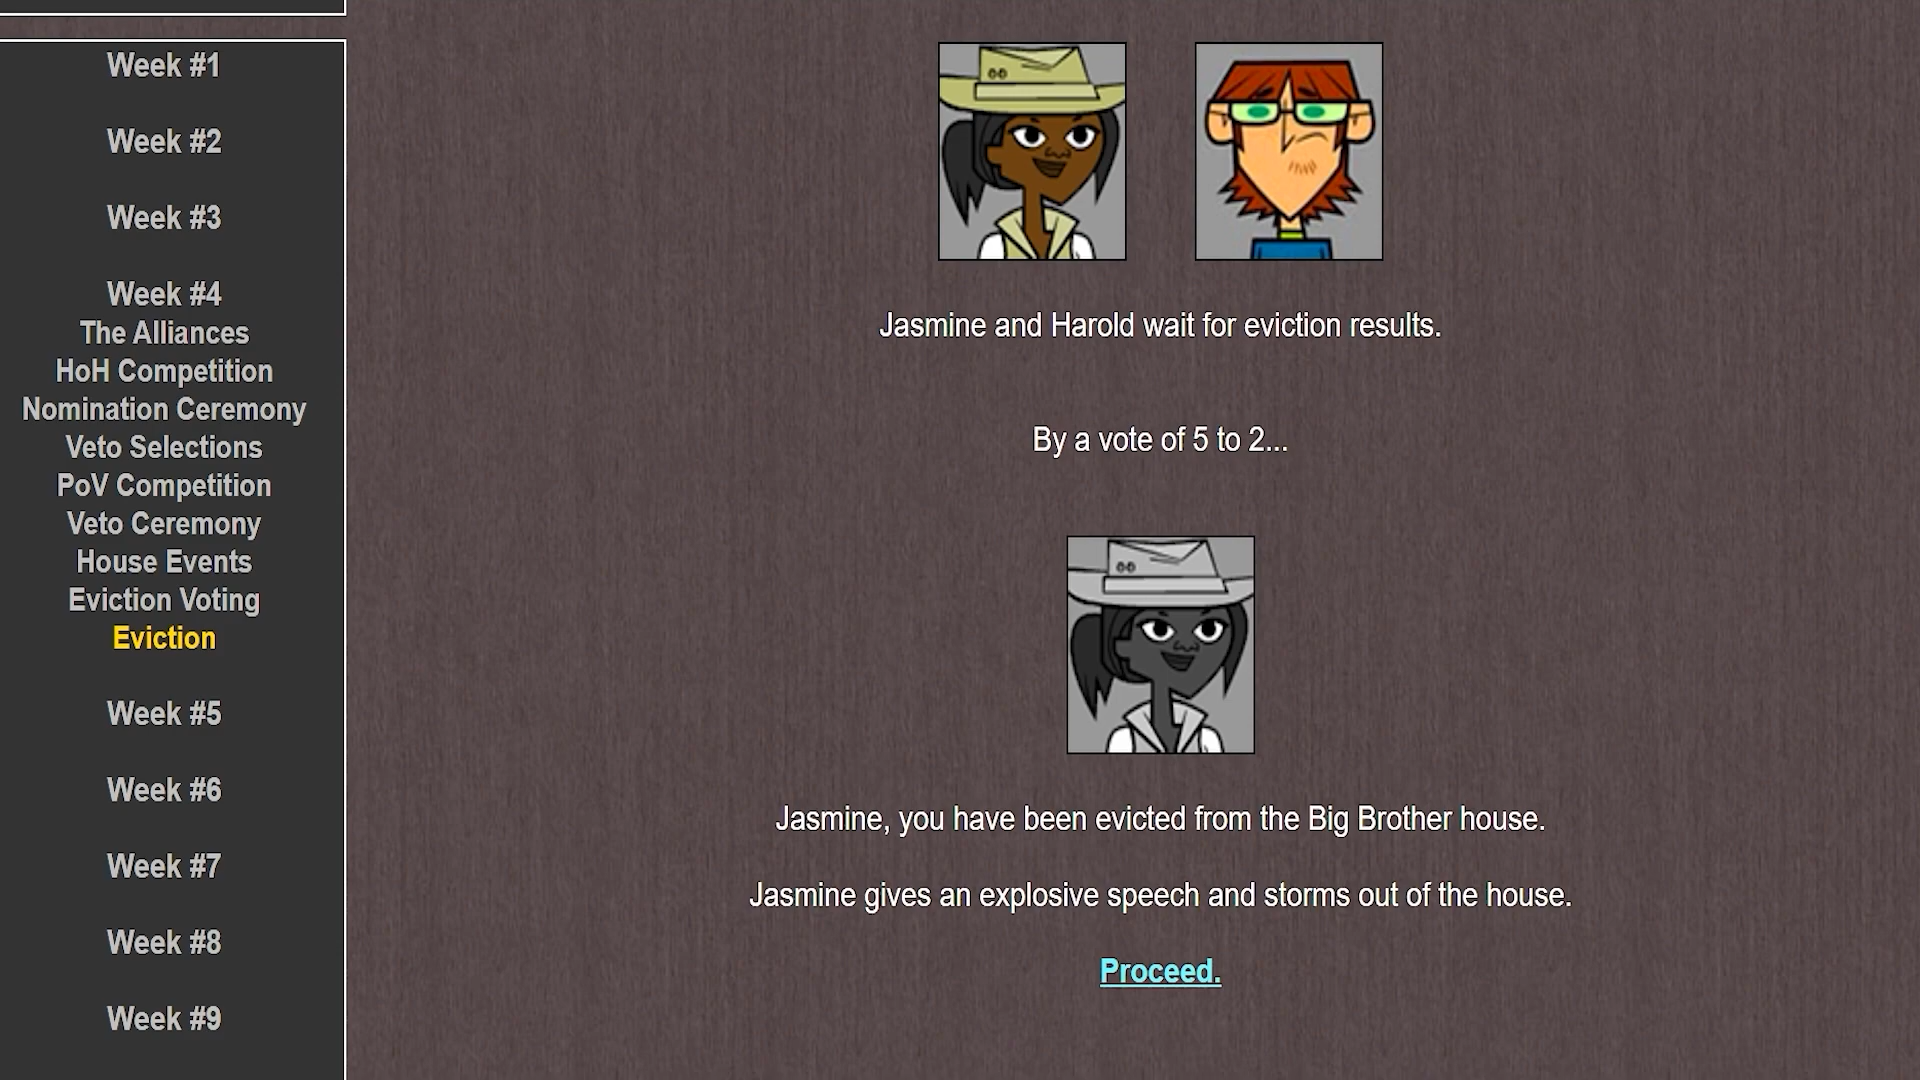 Week #1
Week #2
Week #3
Week #4
The Alliances
HoH Competition
Nomination Ceremony
Veto Selections
PoV Competition
Veto Ceremony
House Events
Eviction Voting
Eviction
Week #5
Week #6
Week #7
Week #8
Week #9
Jasmine and Harold wait for eviction results.
By a vote of 5 to 2...
Jasmine, you have been evicted from the Big Brother house.
Jasmine gives an explosive speech and storms out of the house.
Proceed.